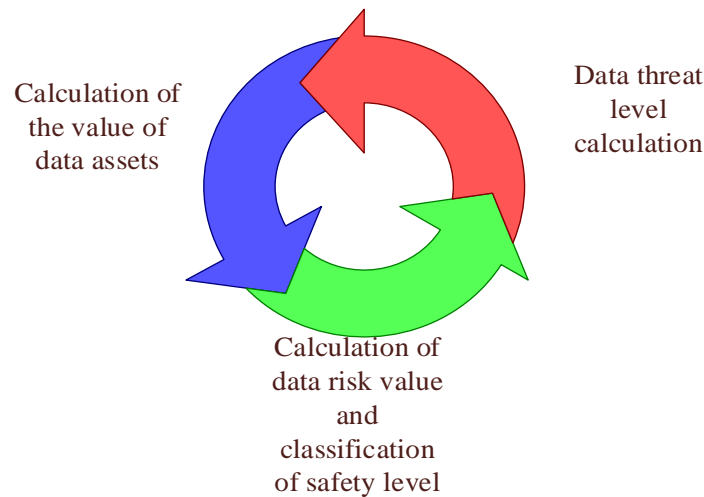 Calculation of
the value of
data assets
Data threat
level
calculation
Calculation of
data risk value
and
classification
of safety level